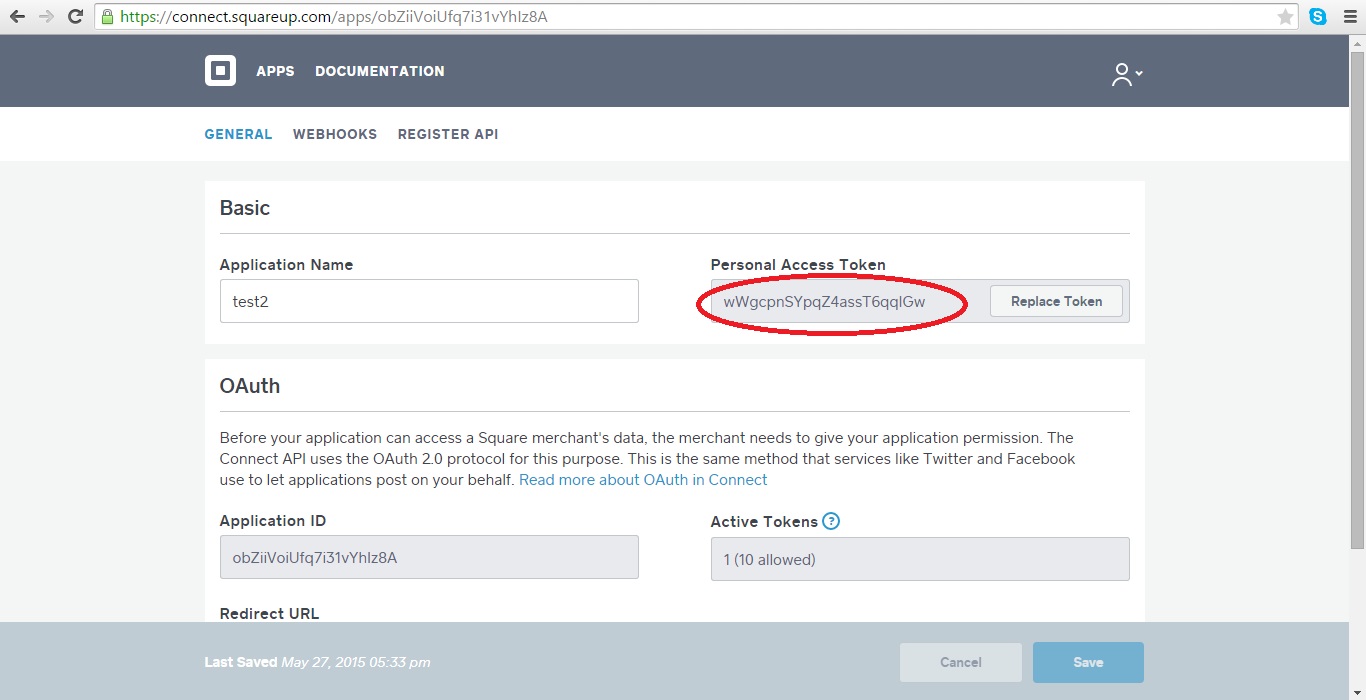 https://connect.squareup.com/apps/obZiiVoiUfq7i31vYhIz8A
S
APPS DOCUMENTATION
GENERAL WEBHOOKS REGISTER API
Basic
Application Name
Personal Access Token
test2
wWgcpnSYpqZ4assT6qqIGw
Replace Token
OAuth
Before your application can access a Square merchant's data, the merchant needs to give your application permission. The
Connect API uses the OAuth 2.0 protocol for this purpose. This is the same method that services like Twitter and Facebook
use to let applications post on your behalf. Read more about OAuth in Connect
Application ID
Active Tokens ?
obZiiVoiUfq7i31vYhIz8A
1 (10 allowed)
Redirect URL
Last Saved May 27, 2015 05:33 pm
Cancel
Save